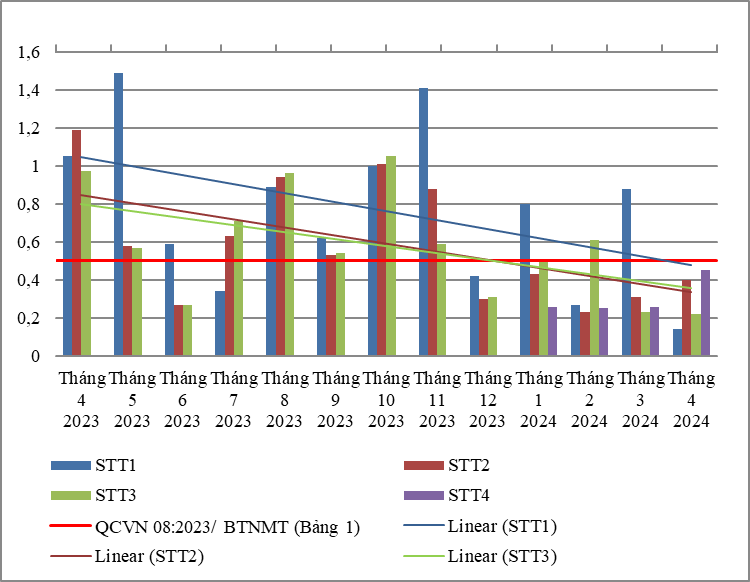 1,6
1,4
1,2
1
0,8
0,6
0,4
0,2
0
Tháng Tháng Tháng Tháng Tháng Tháng Tháng Tháng Tháng Tháng Tháng Tháng Tháng
4 5 6 7 8 9 10 11 12 1 2 3 4
2023 2023 2023 2023 2023 2023 2023 2023 2023 2024 2024 2024 2024
STT1 STT2
STT3 STT4
QCVN 08:2023/ BTNMT (Bảng 1) Linear (STT1)
Linear (STT2) Linear (STT3)